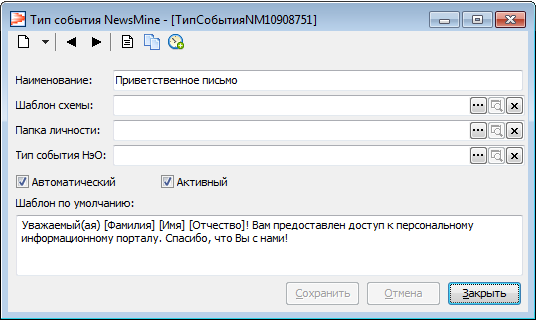 Тип события NewsMine - [ТипСобытияNM10908751]
Наименование: Приветственное письмо
Шаблон схемы:
Папка личности:
Тип события НэО:
Автоматический Активный
Шаблон по умолчанию:
Уважаемый(ая) [Фамилия] [Имя] [Отчество]! Вам предоставлен доступ к персональному
информационному порталу. Спасибо, что Вы с нами!
Сохранить Отмена Закрыть